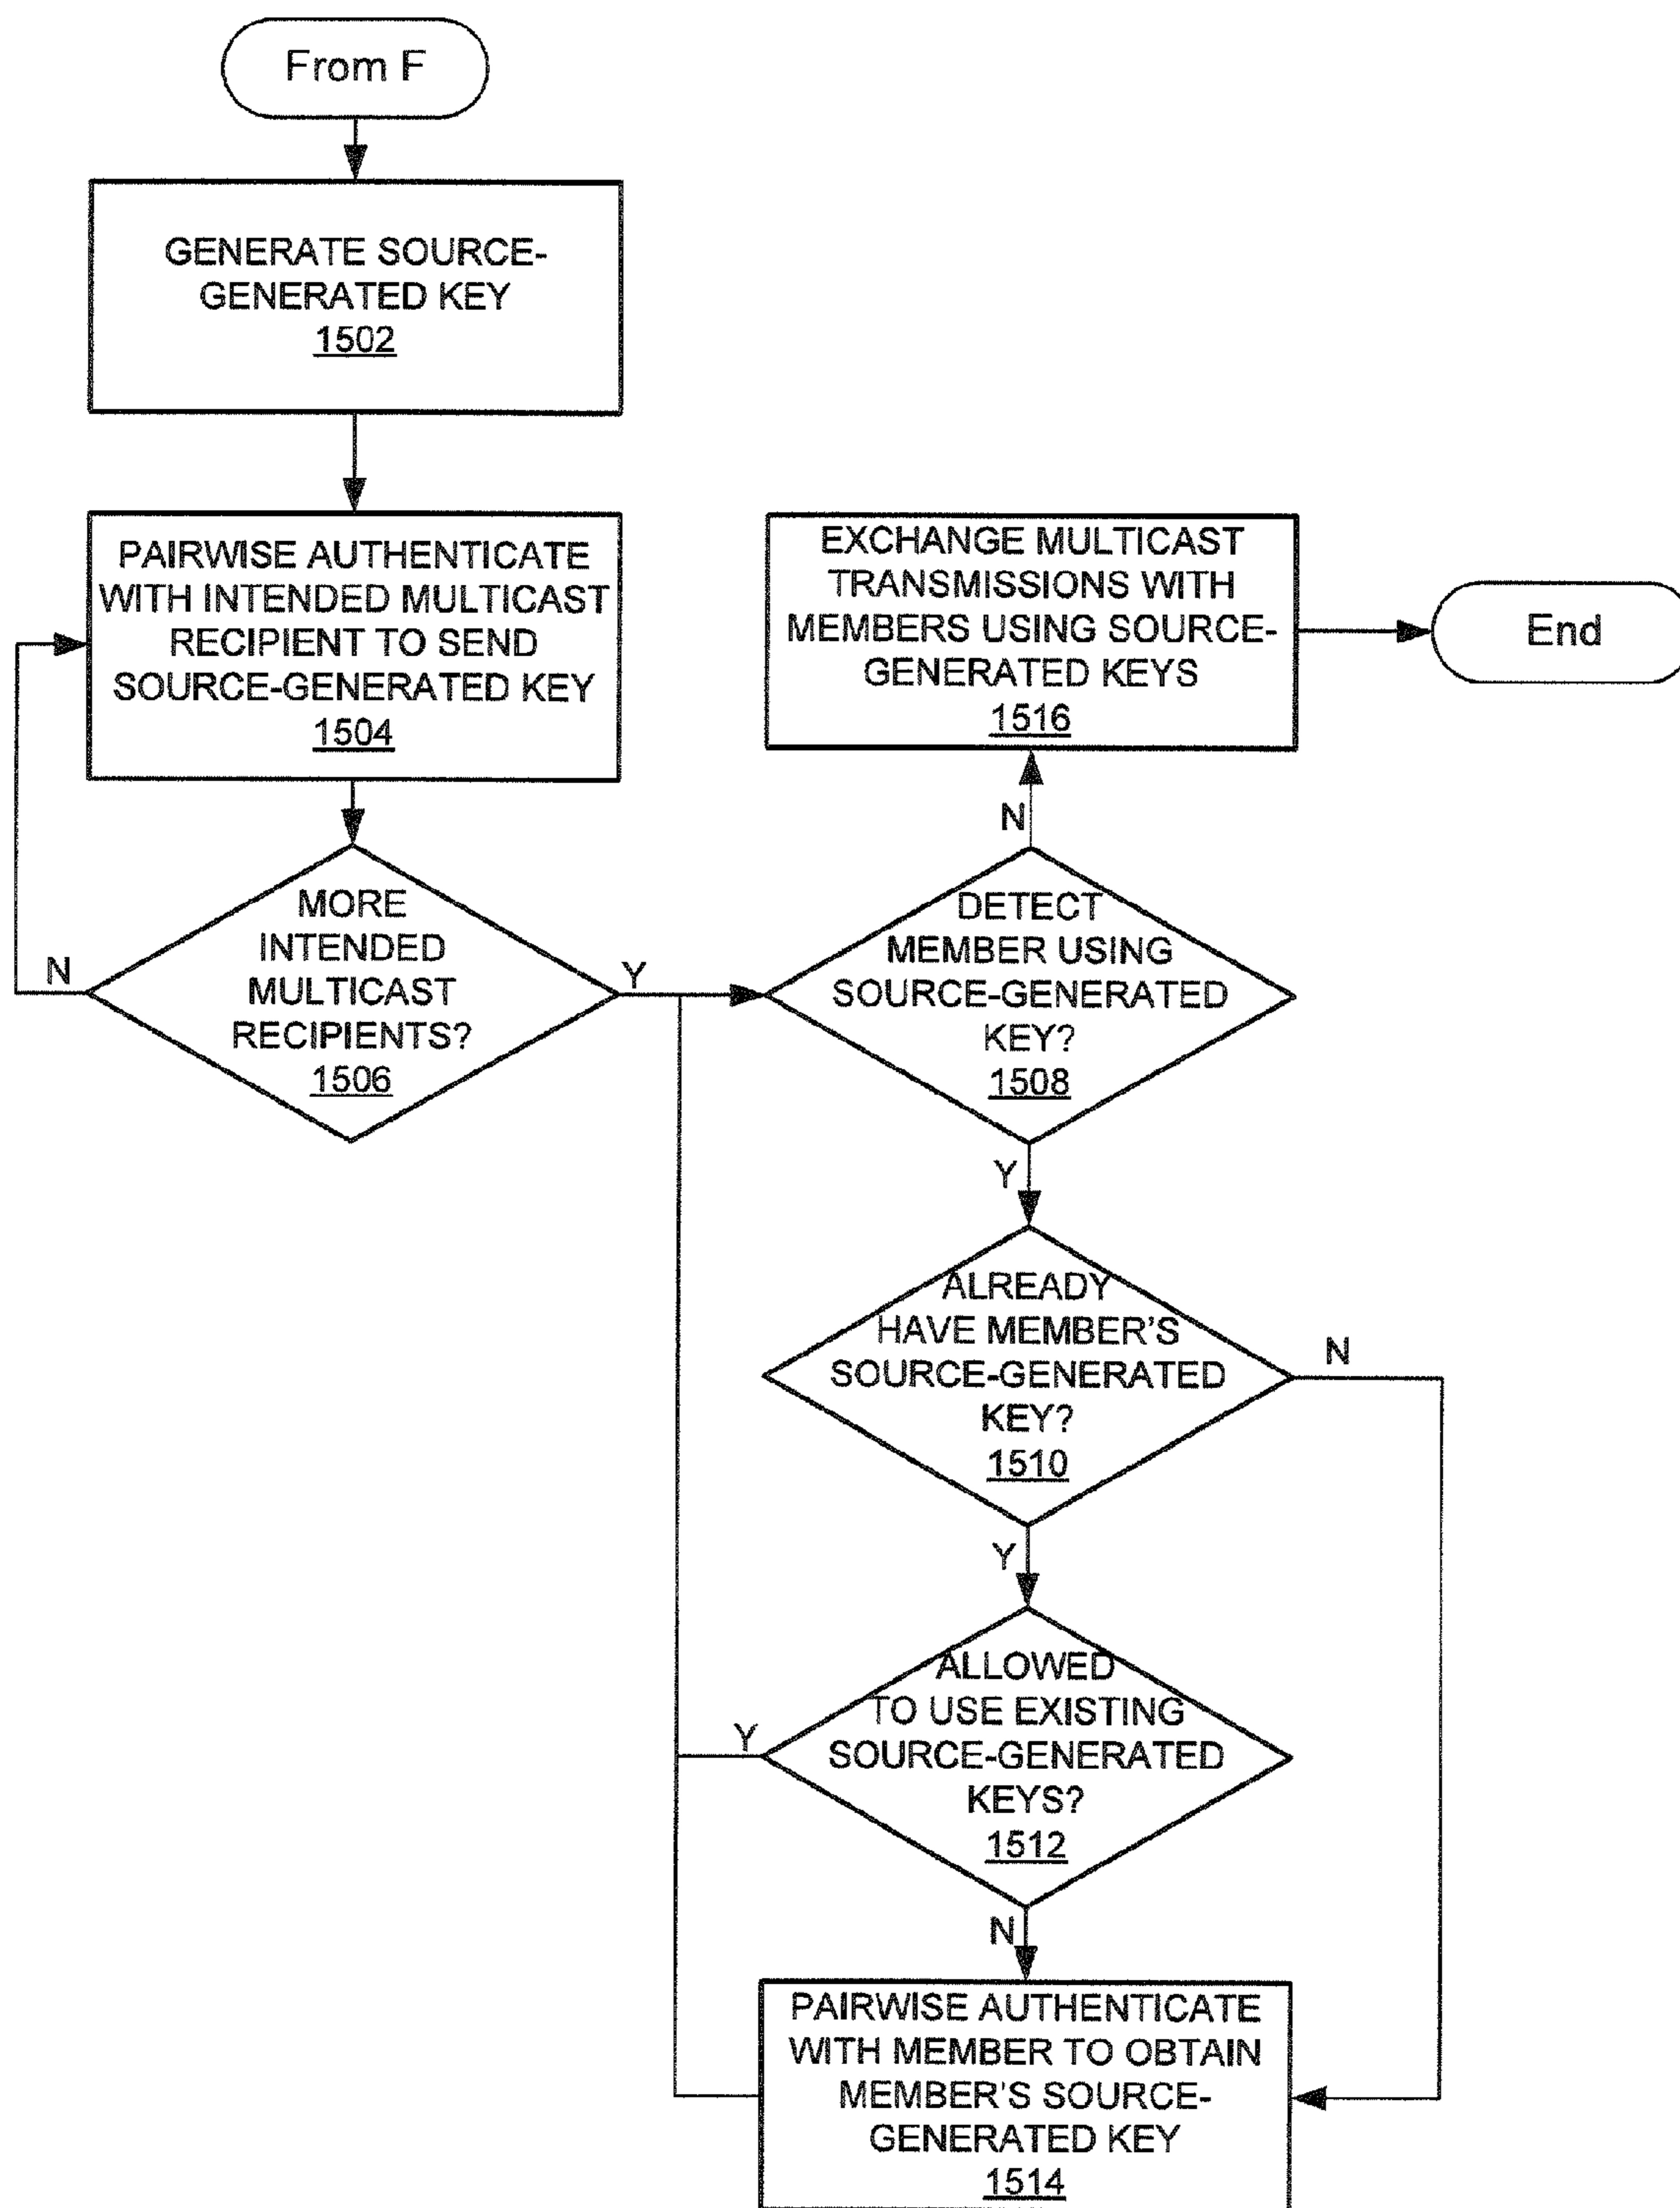 From F
GENERATE SOURCE-
GENERATED KEY
1502
PAIRWISE AUTHENTICATE
WITH INTENDED MULTICAST
RECIPIENT TO SEND
SOURCE-GENERATED KEY
1504
MORE
INTENDED
MULTICAST
RECIPIENTS?
1506
N
Y
EXCHANGE MULTICAST
TRANSMISSIONS WITH
MEMBERS USING SOURCE-
GENERATED KEYS
1516
End
N
DETECT
MEMBER USING
SOURCE-GENERATED
KEY?
1508
Y
ALREADY
HAVE MEMBER'S
SOURCE-GENERATED
KEY?
1510
N
Y
ALLOWED
TO USE EXISTING
SOURCE-GENERATED
KEYS?
1512
Y
N
PAIRWISE AUTHENTICATE
WITH MEMBER TO OBTAIN
MEMBER'S SOURCE-
GENERATED KEY
1514